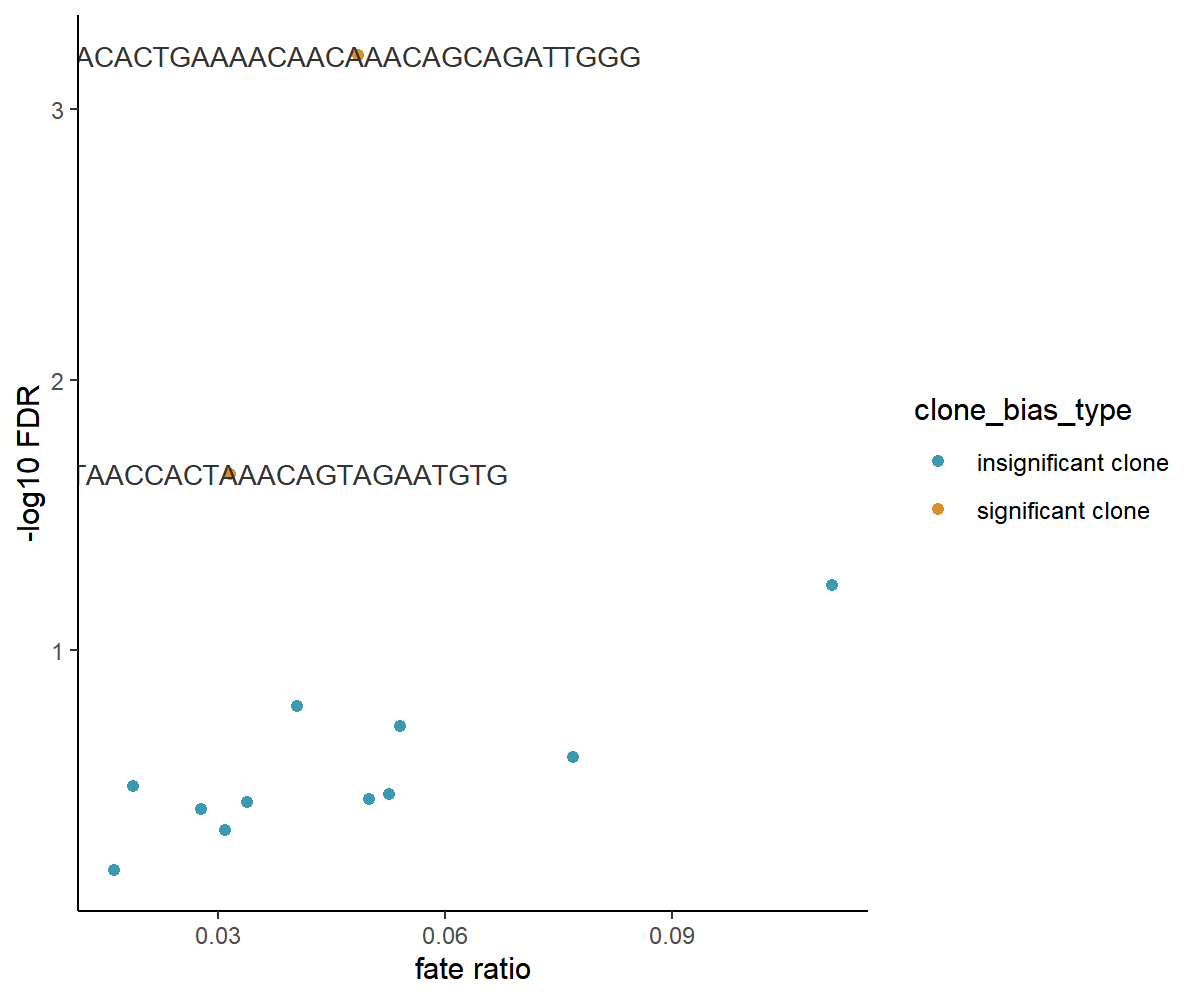 ACACTGAAAACAACAAACAGCAGATTGGG
3
2
TAACCACTAAACAGTAGAATGTG
1
0.03 0.06 0.09
fate ratio
-log10 FDR
clone_bias_type
insignificant clone
significant clone